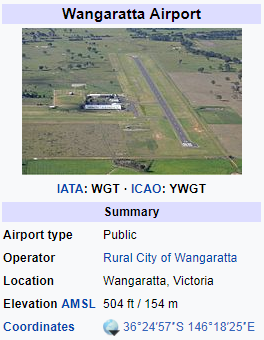 Wangaratta Airport
IATA: WGT · ICAO: YWGT
Summary
Airport type Public
Operator Rural City of Wangaratta
Location Wangaratta, Victoria
Elevation AMSL 504 ft / 154 m
Coordinates 36°24′57″S 146°18′25″E